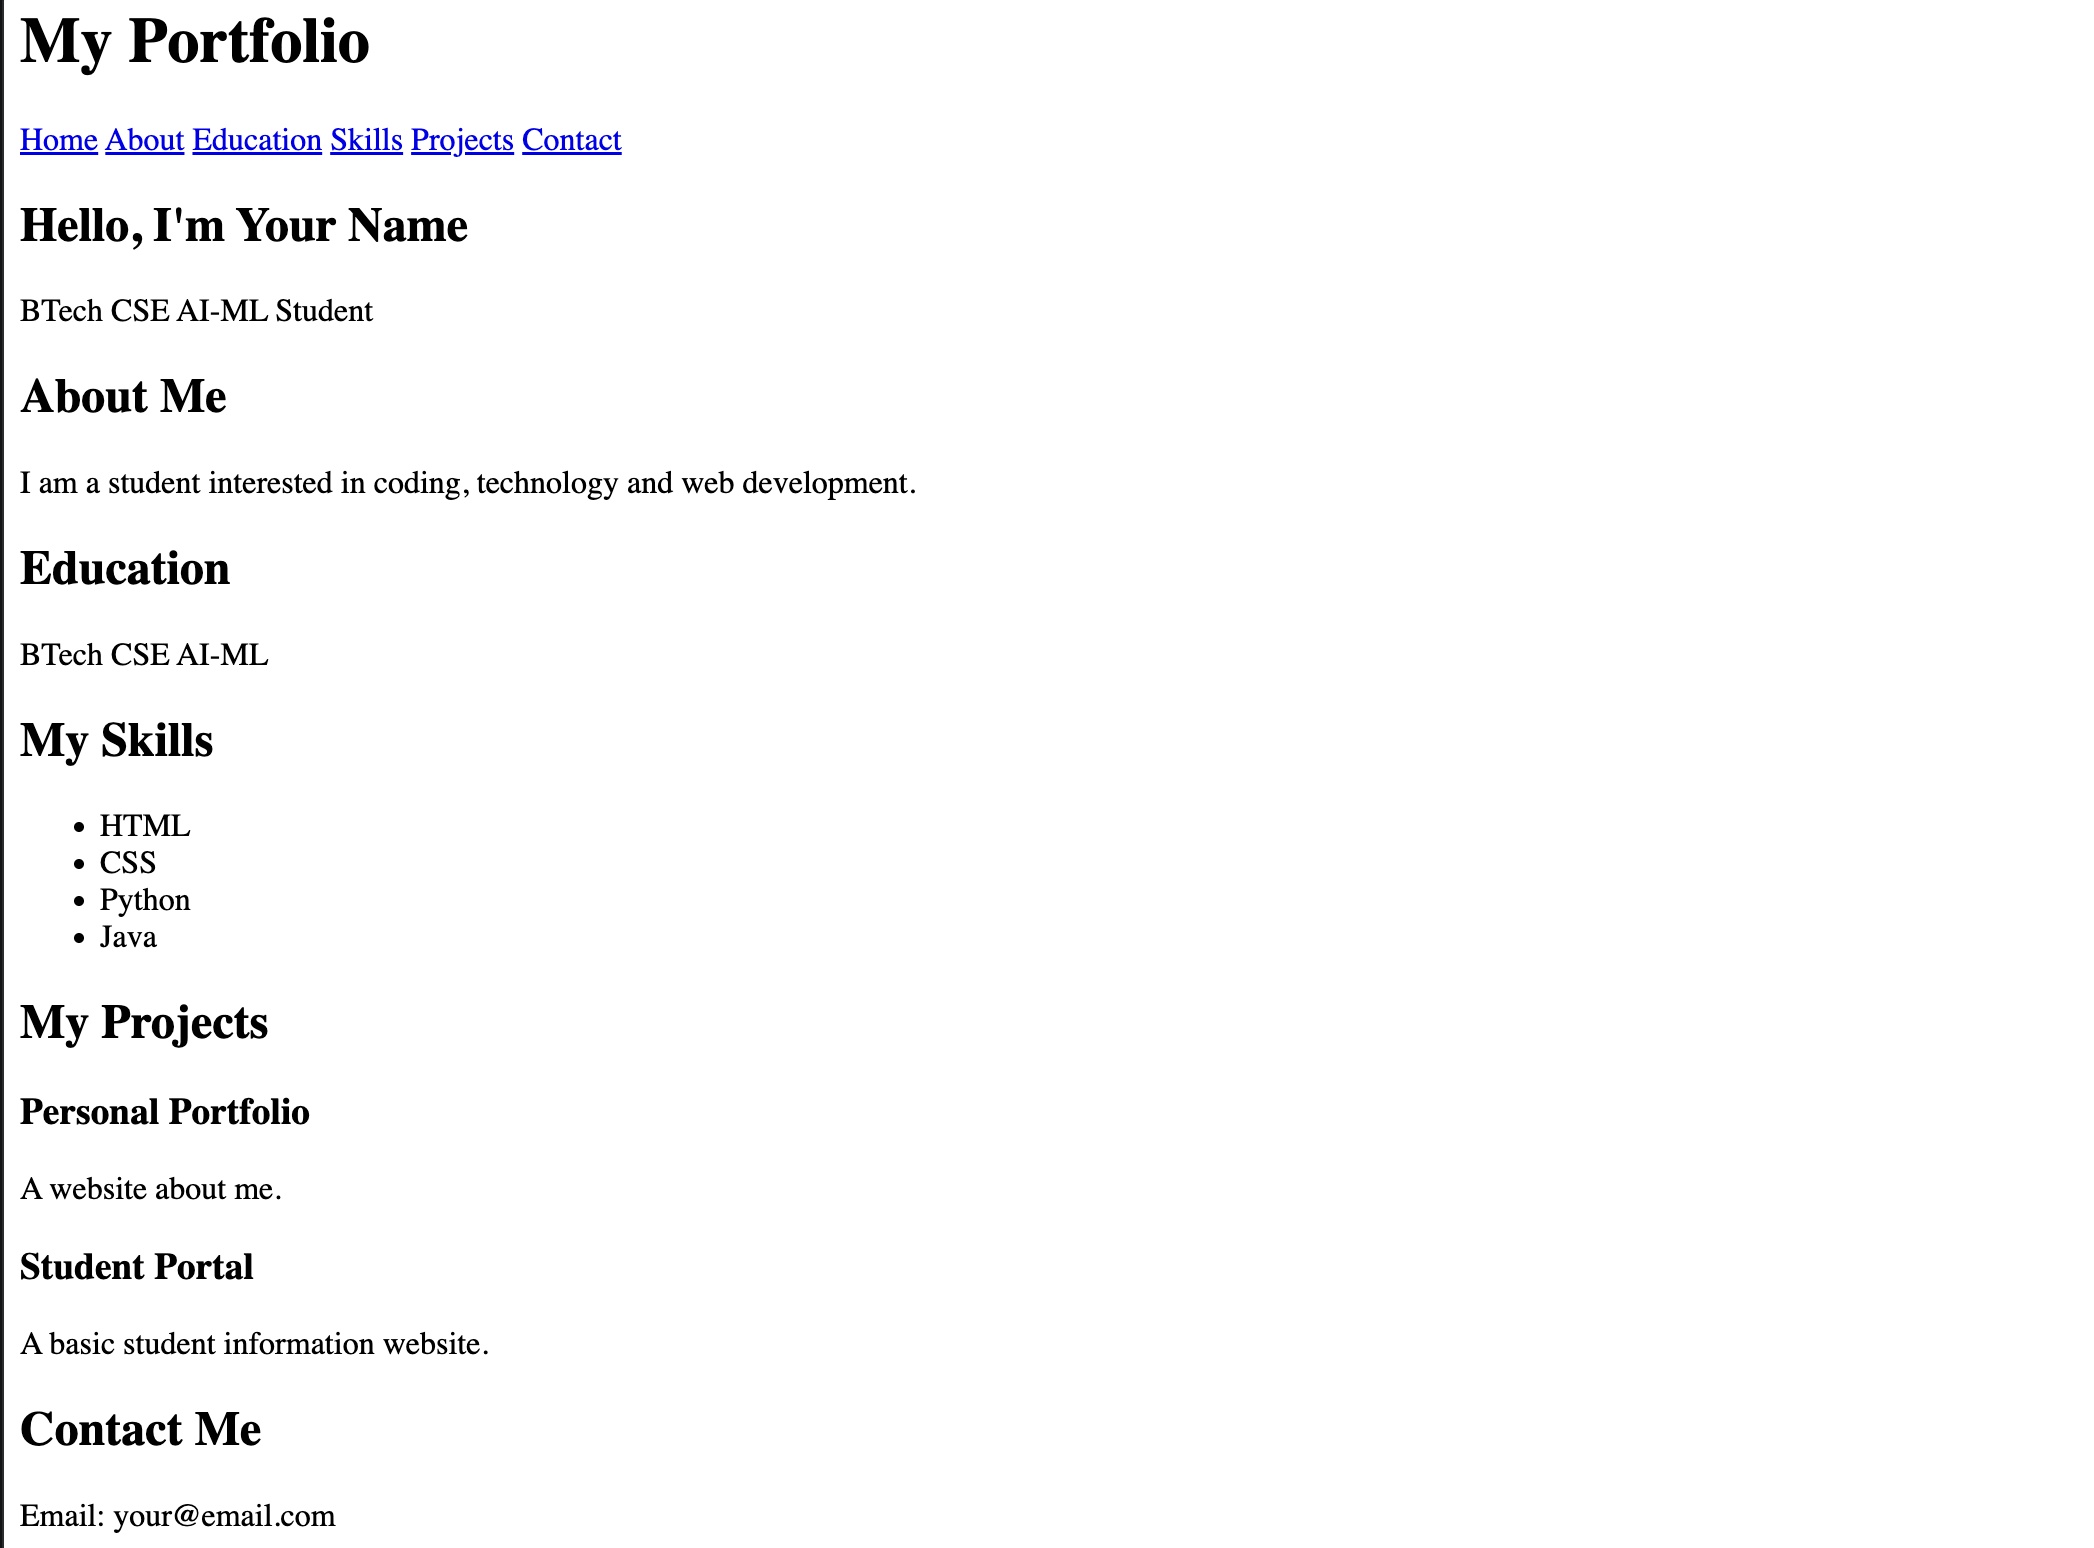 My Portfolio
Home About Education Skills Projects Contact
Hello, I'm Your Name
BTech CSE AI-ML Student
About Me
I am a student interested in coding, technology and web development.
Education
BTech CSE AI-ML
My Skills
• HTML
• CSS
• Python
• Java
My Projects
Personal Portfolio
A website about me.
Student Portal
A basic student information website.
Contact Me
Email: your@email.com